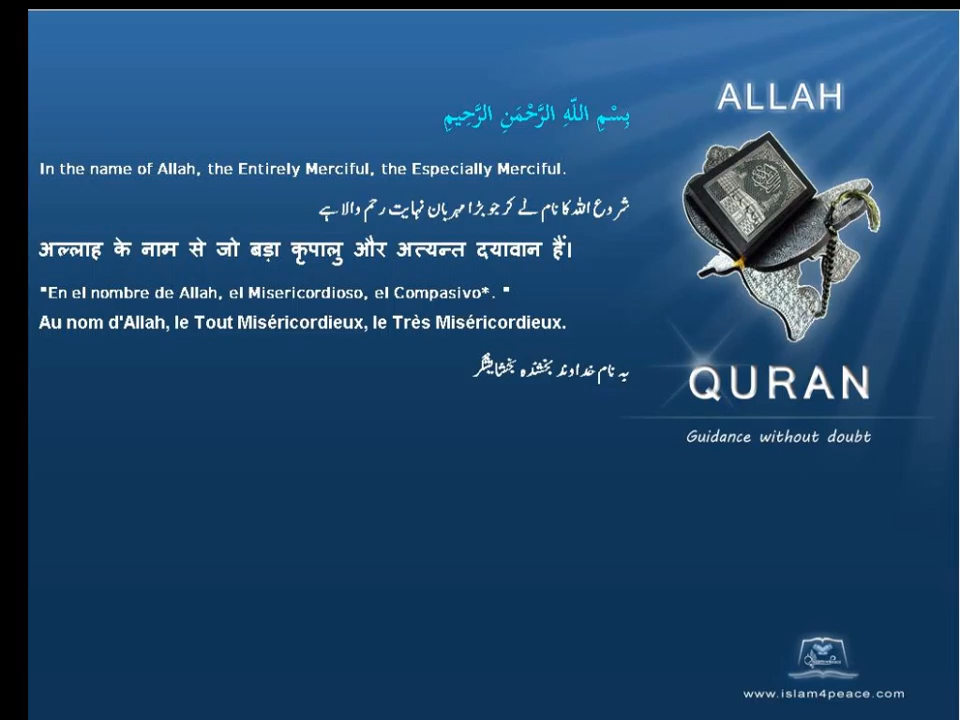 بِسْمِ اللَّهِ الرَّحْمَنِ الرَّحِيمِ
In the name of Allah, the Entirely Merciful, the Especially Merciful.
شروع الله کا نام لے کر جو بڑا مہربان نہایت رحم والا ہے
अल्लाह के नाम से जो बड़ा कृपालु और अत्यन्त दयावान हैं।
"En el nombre de Allah, el Misericordioso, el Compasivo*. "
Au nom d'Allah, le Tout Miséricordieux, le Très Miséricordieux.
به نام خداوند بخشنده بخشایشگر
ALLAH
QURAN
Guidance without doubt
www.islam4peace.com